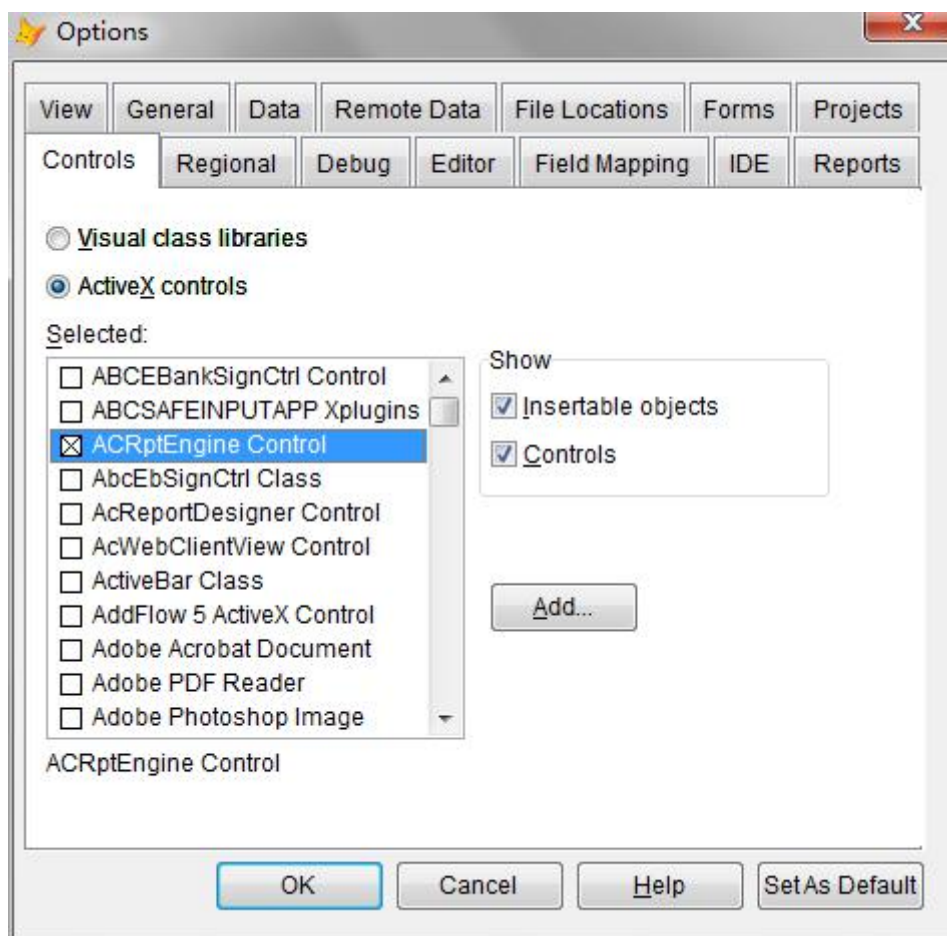 Options
View General Data Remote Data File Locations Forms Projects
Controls Regional Debug Editor Field Mapping IDE Reports
Visual class libraries
ActiveX controls
Selected:
Show
ABCEBankSignCtrl Control
ABCSAFEINPUTAPP Xplugins
Insertable objects
ACRptEngine Control
Controls
AbcEbSignCtrl Class
AcReportDesigner Control
AcWebClientView Control
ActiveBar Class
AddFlow 5 ActiveX Control
Add...
Adobe Acrobat Document
Adobe PDF Reader
Adobe Photoshop Image
ACRptEngine Control
OK Cancel Help Set As Default